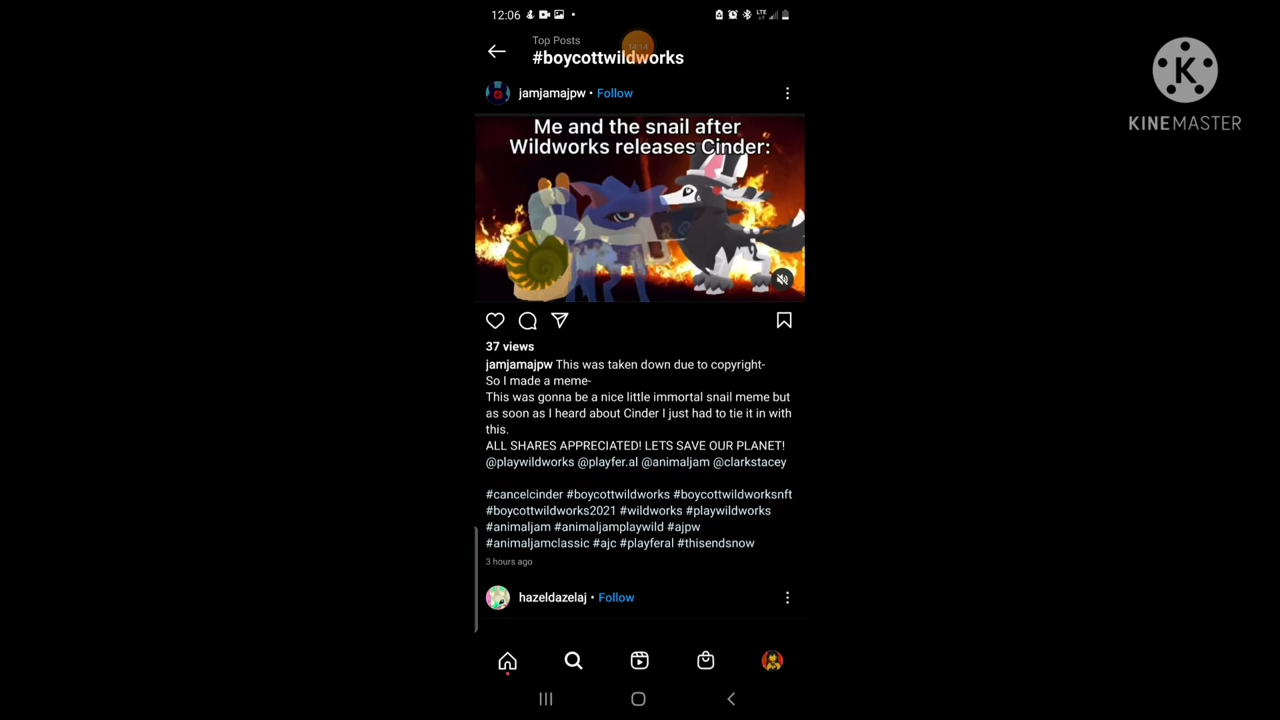 12:06
LTE
Top Posts
14:14
#boycottwildworks
K
KINEMASTER
jamjamajpw • Follow
Me and the snail after
Wildworks releases Cinder:
37 views
jamjamajpw This was taken down due to copyright-
So I made a meme-
This was gonna be a nice little immortal snail meme but
as soon as I heard about Cinder I just had to tie it in with
this.
ALL SHARES APPRECIATED! LETS SAVE OUR PLANET!
@playwildworks @playfer.al @animaljam @clarkstacey
#cancelcinder #boycottwildworks #boycottwildworksnft
#boycottwildworks2021 #wildworks #playwildworks
#animaljam #animaljamplaywild #ajpw
#animaljamclassic #ajc #playferal #thisendsnow
3 hours ago
hazeldazelaj • Follow